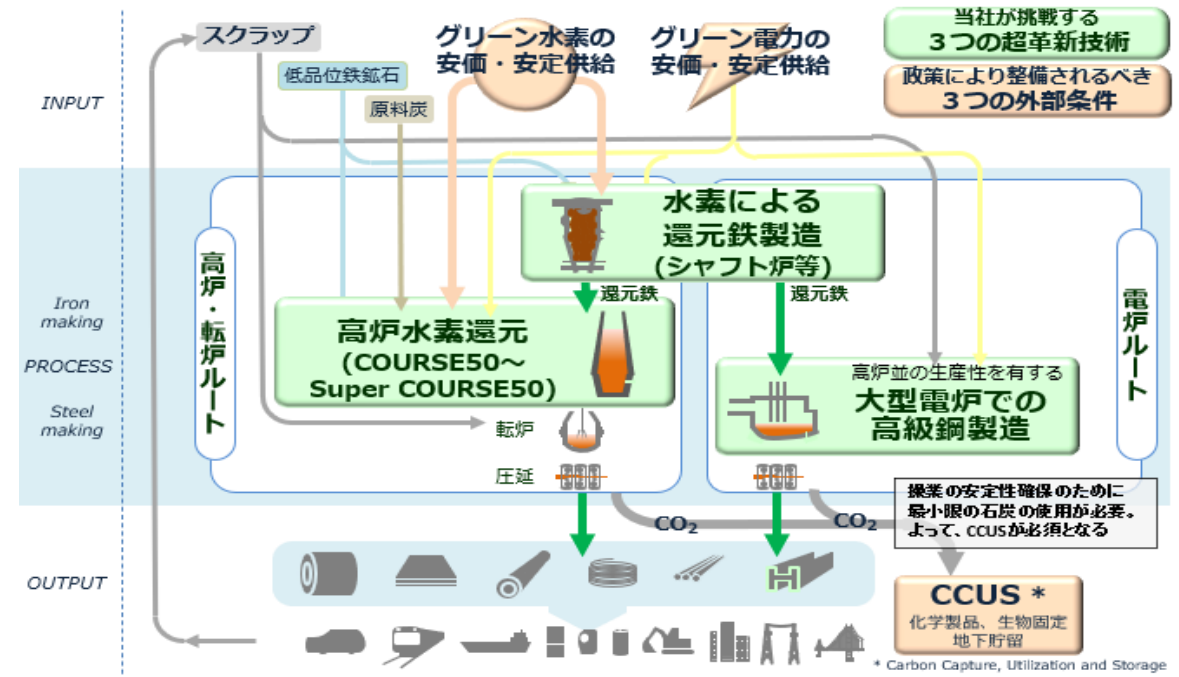 スクラップ
グリーン水素の
安価・安定供給
グリーン電力の
安価・安定供給
当社が挑戦する
３つの超革新技術
政策により整備されるべき
３つの外部条件
低品位鉄鉱石
原料炭
INPUT
水素による
還元鉄製造
(シャフト炉等)
高炉・転炉ルート
電炉ルート
還元鉄
還元鉄
Iron
making
PROCESS
Steel
making
高炉水素還元
(COURSE50～
Super COURSE50)
高炉並の生産性を有する
大型電炉での
高級鋼製造
転炉
圧延
操業の安定性確保のために
最小限の石炭の使用が必要。
よって、CCUSが必須となる
CO₂
CO₂
OUTPUT
CCUS *
化学製品、生物固定
地下貯留
* Carbon Capture, Utilization and Storage